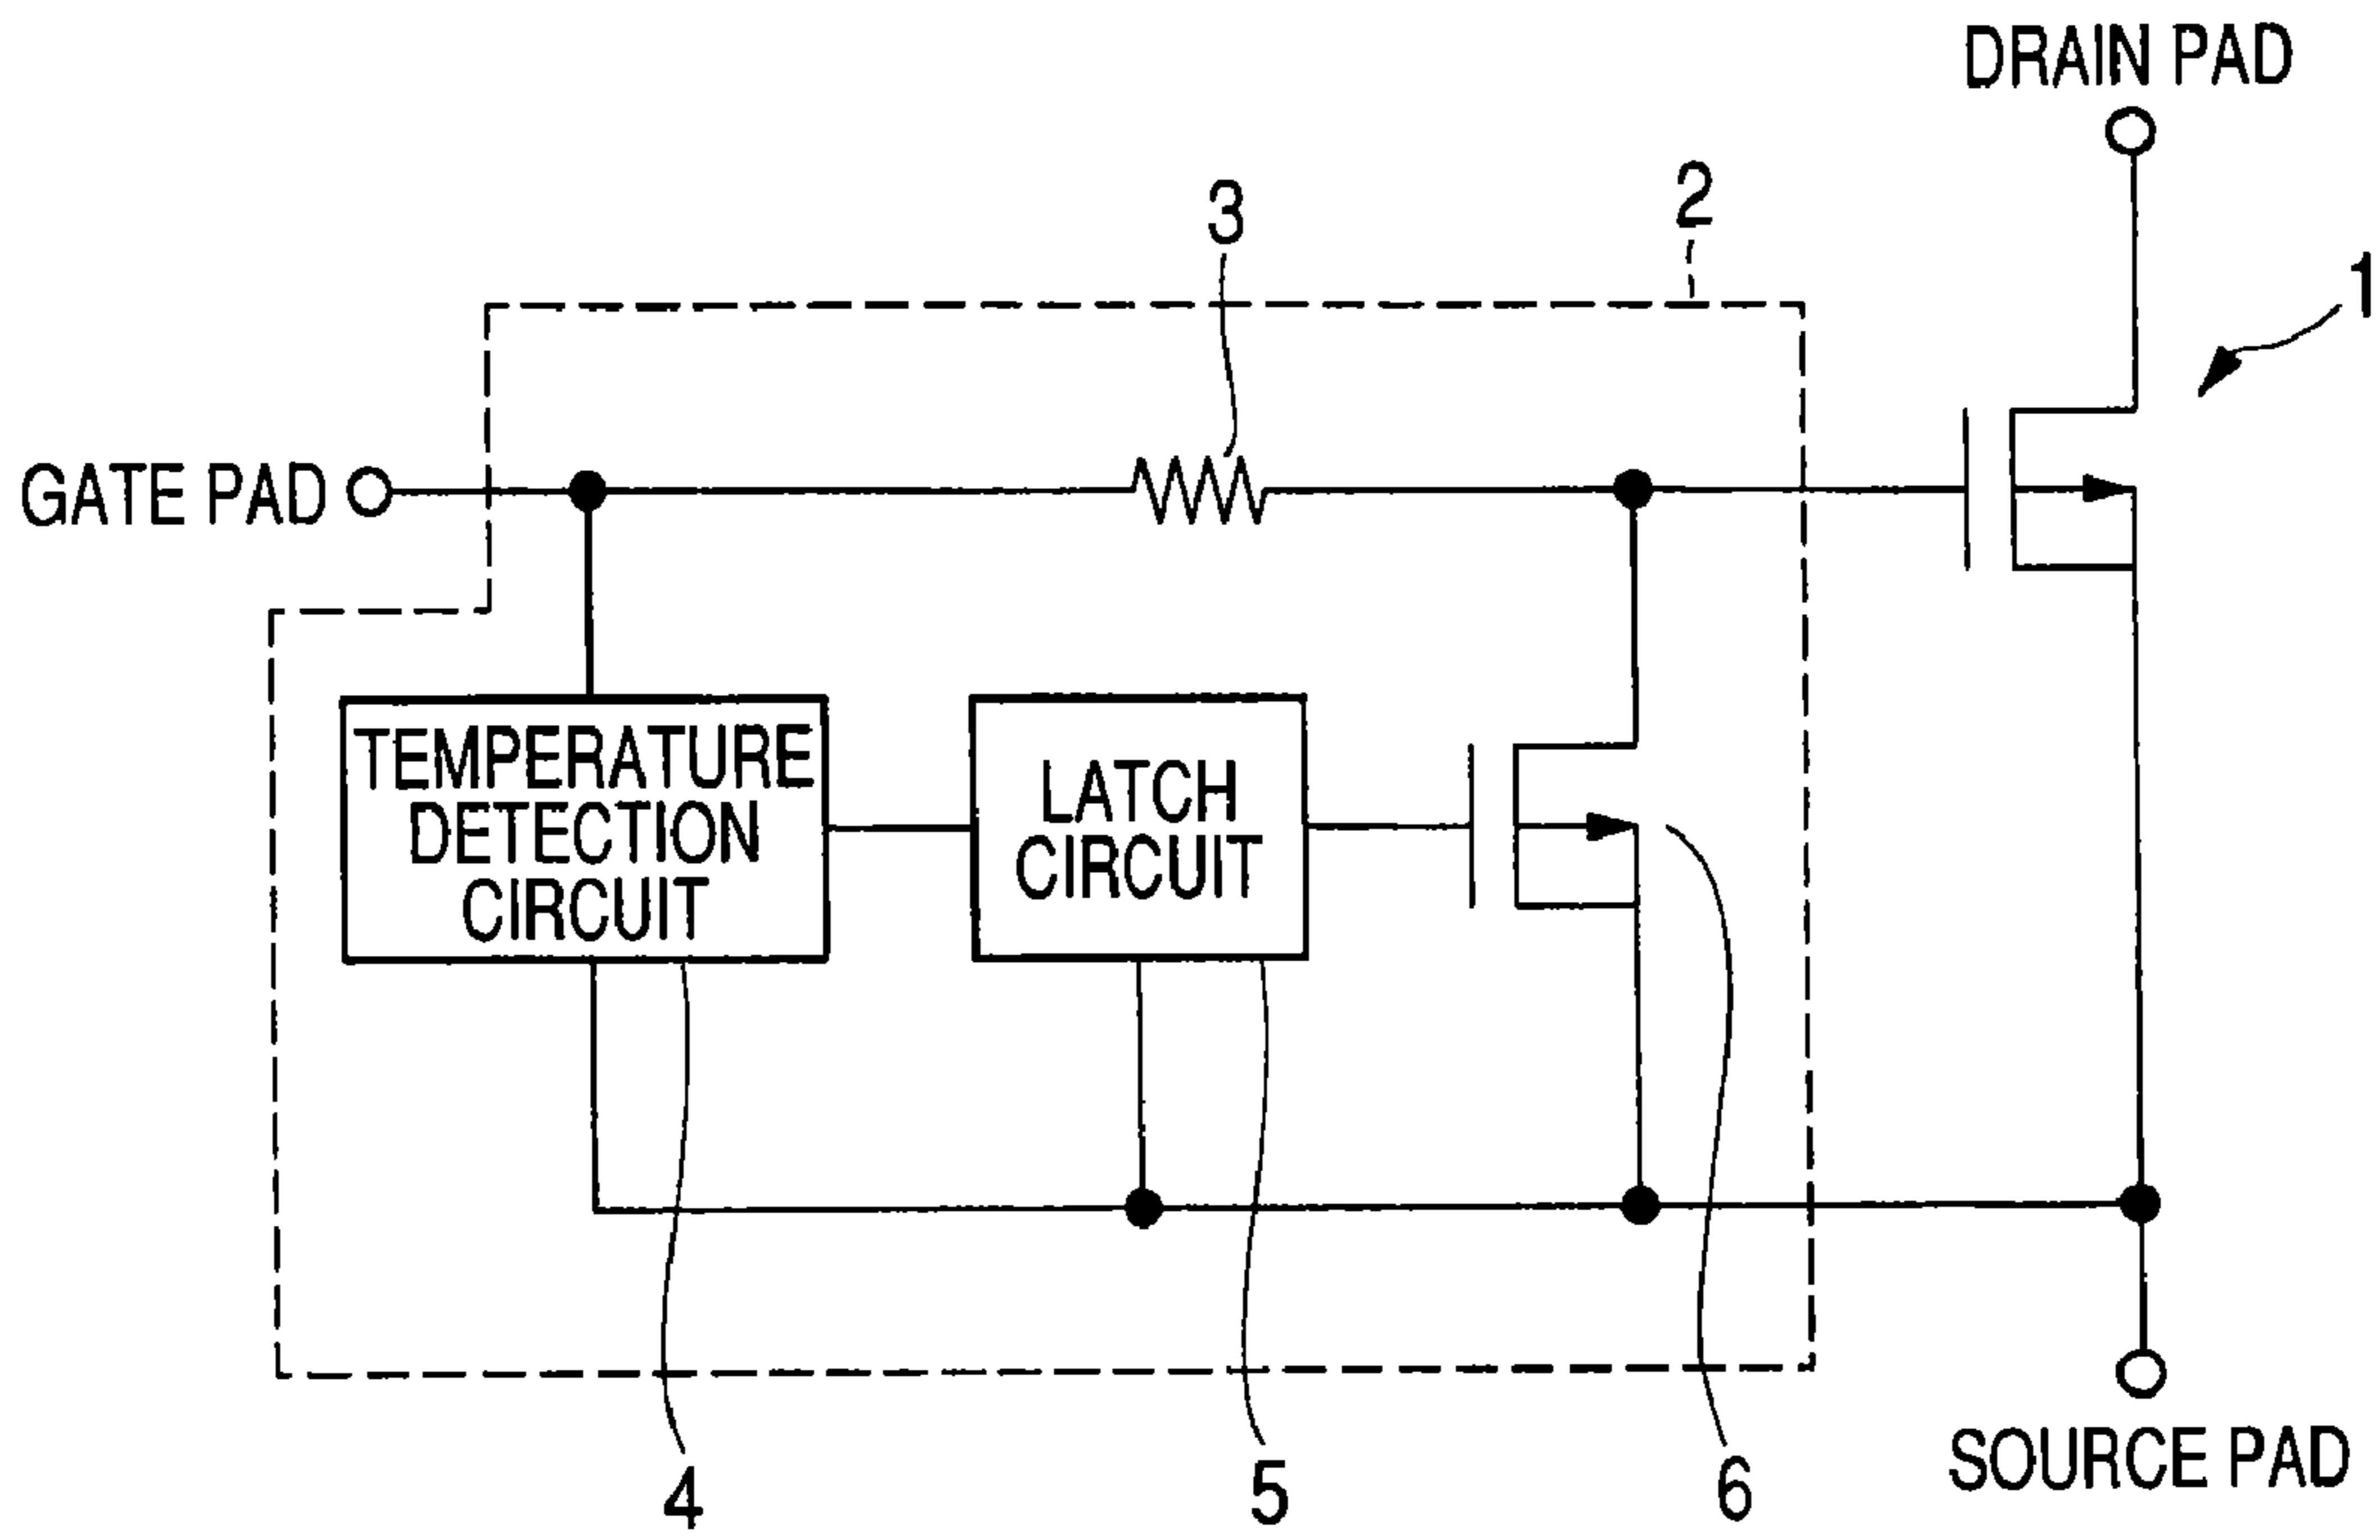 DRAIN PAD
2
3
1
GATE PAD
TEMPERATURE
DETECTION
CIRCUIT
LATCH
CIRCUIT
SOURCE PAD
4
5
6